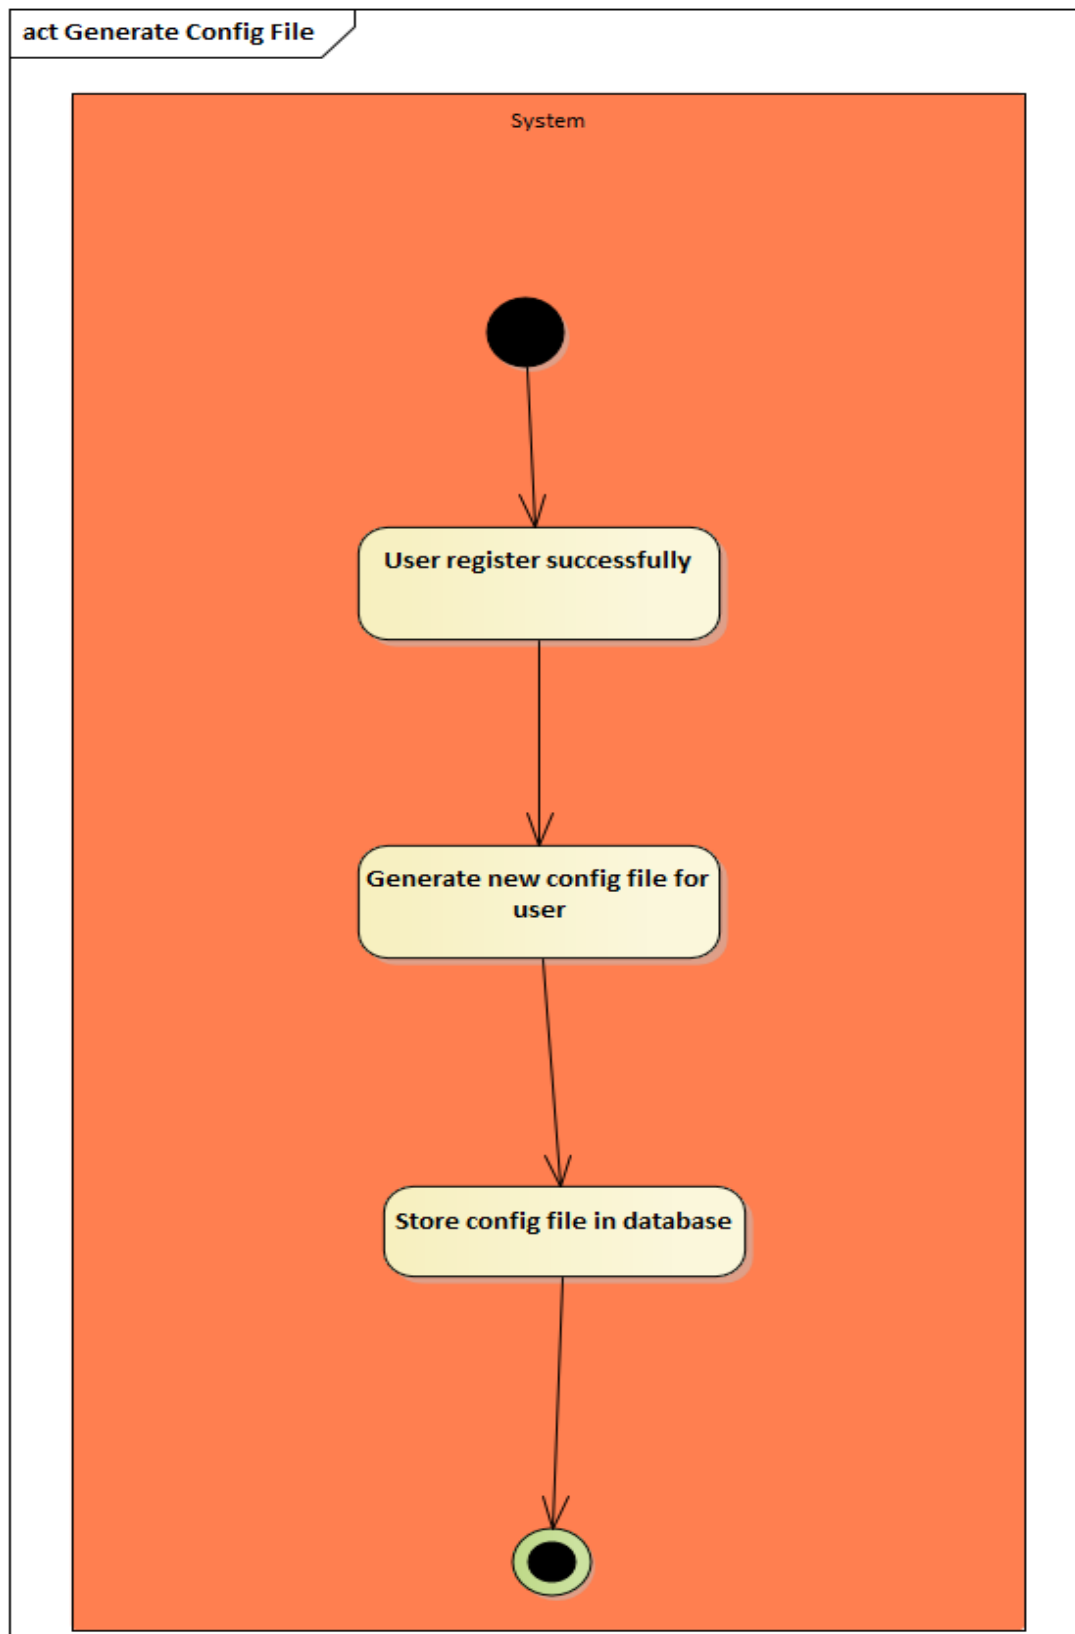 act Generate Config File
System
User register successfully
Generate new config file for
user
Store config file in database